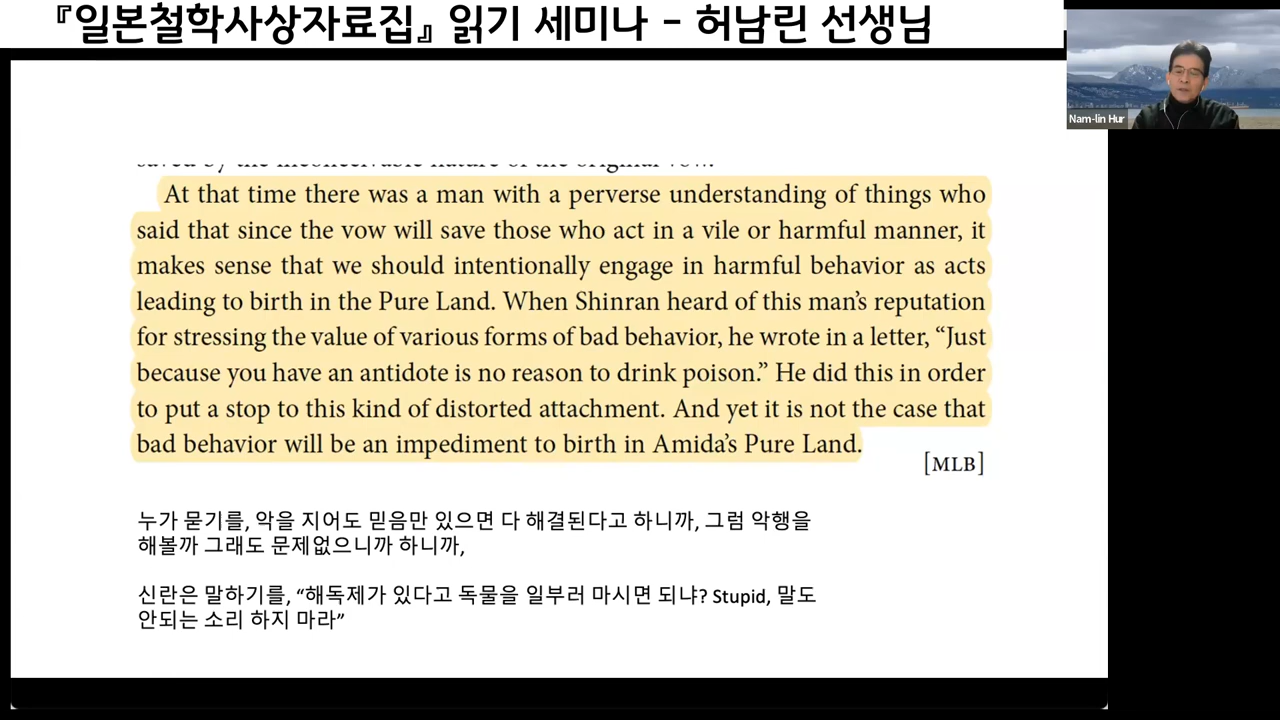 『일본철학사상자료집』 읽기 세미나 - 허남린 선생님
Nam-lin Hur
saved by the inconceivable nature of the original vow.
At that time there was a man with a perverse understanding of things who
said that since the vow will save those who act in a vile or harmful manner, it
makes sense that we should intentionally engage in harmful behavior as acts
leading to birth in the Pure Land. When Shinran heard of this man’s reputation
for stressing the value of various forms of bad behavior, he wrote in a letter, “Just
because you have an antidote is no reason to drink poison.” He did this in order
to put a stop to this kind of distorted attachment. And yet it is not the case that
bad behavior will be an impediment to birth in Amida’s Pure Land.
[MLB]
누가 묻기를, 악을 지어도 믿음만 있으면 다 해결된다고 하니까, 그럼 악행을
해볼까 그래도 문제없으니까 하니까,
신란은 말하기를, “해독제가 있다고 독물을 일부러 마시면 되냐? Stupid, 말도
안되는 소리 하지 마라”